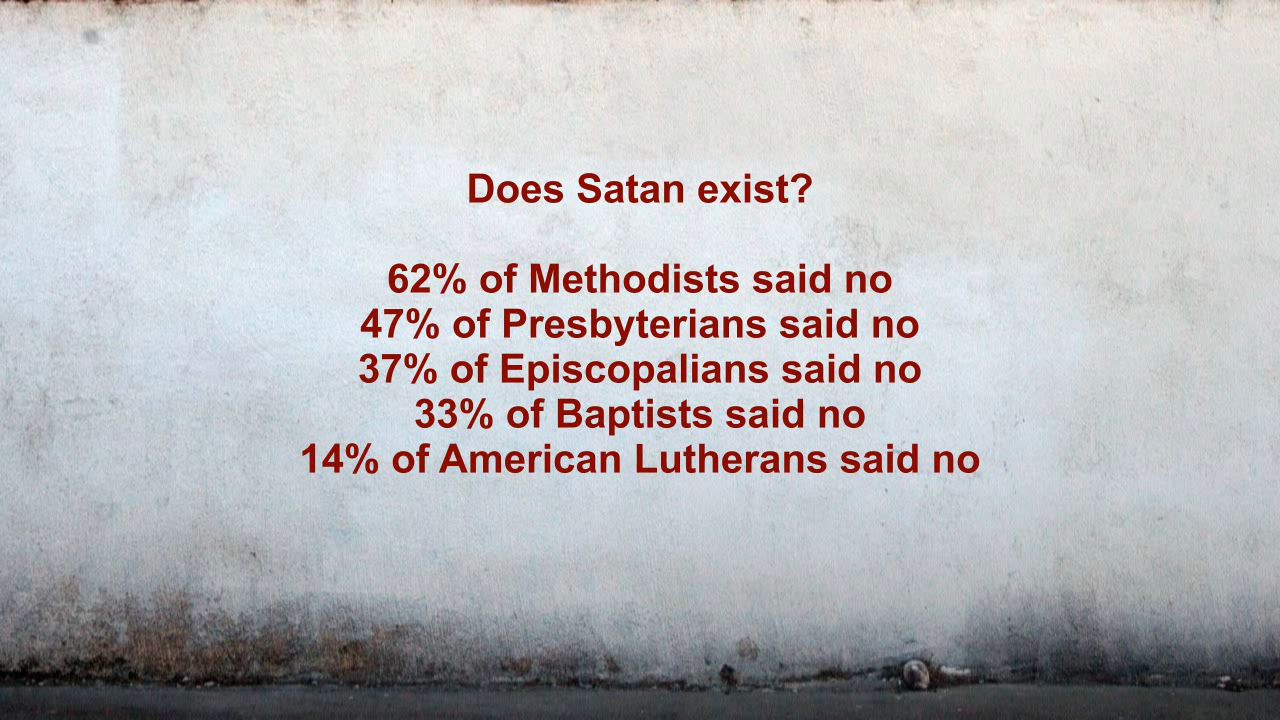 Does Satan exist?
62% of Methodists said no
47% of Presbyterians said no
37% of Episcopalians said no
33% of Baptists said no
14% of American Lutherans said no